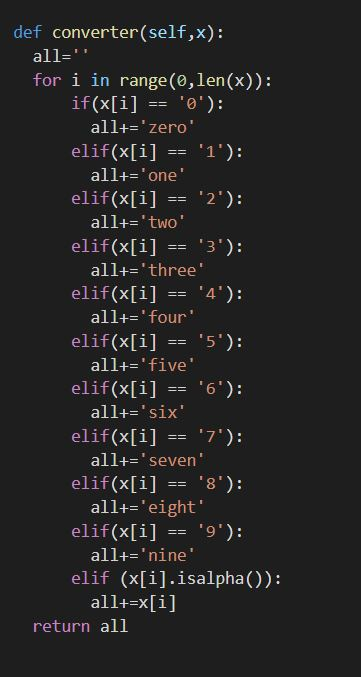 def converter(self,x):
  all=''
  for i in range(0,len(x)):
      if(x[i] == '0'):
        all+='zero'
      elif(x[i] == '1'):
        all+='one'
      elif(x[i] == '2'):
        all+='two'
      elif(x[i] == '3'):
        all+='three'
      elif(x[i] == '4'):
        all+='four'
      elif(x[i] == '5'):
        all+='five'
      elif(x[i] == '6'):
        all+='six'
      elif(x[i] == '7'):
        all+='seven'
      elif(x[i] == '8'):
        all+='eight'
      elif(x[i] == '9'):
        all+='nine'
      elif (x[i].isalpha()):
        all+=x[i]
  return all